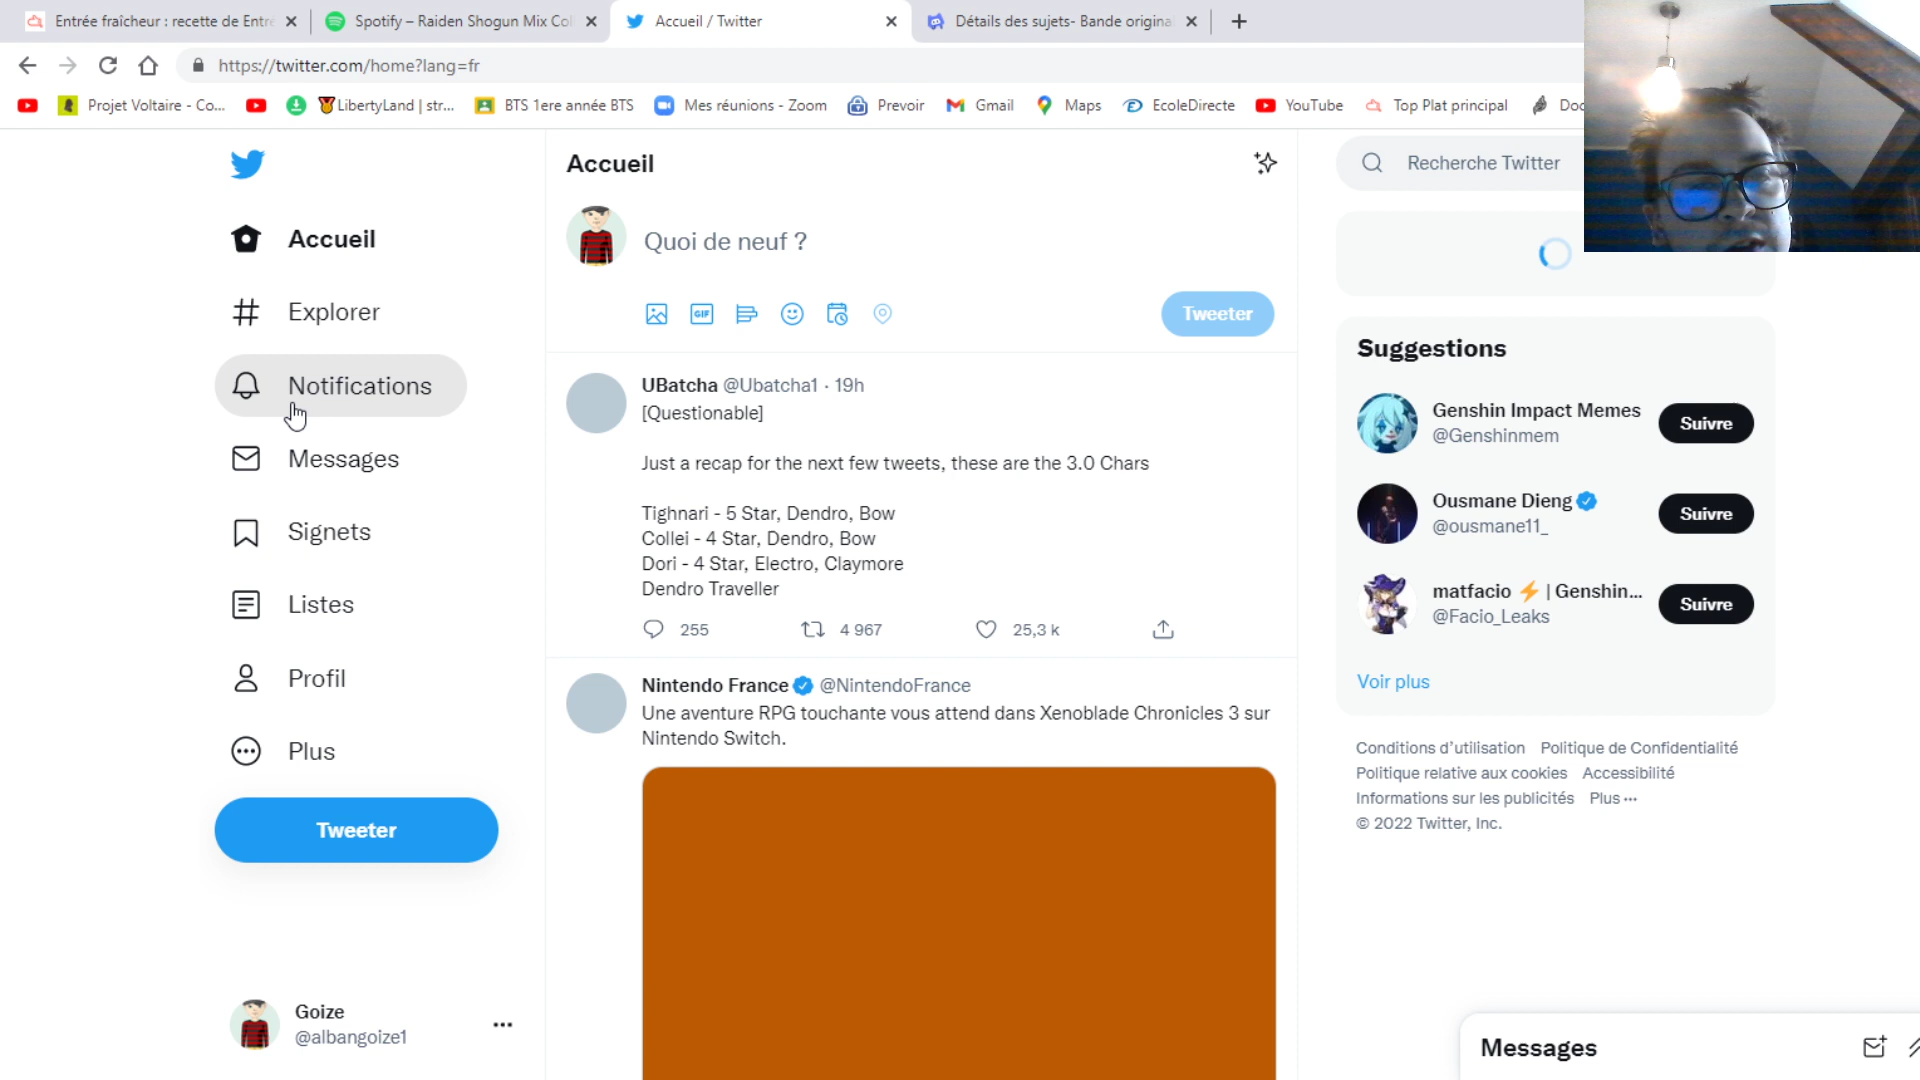 Entrée fraîcheur : recette de Entré
Spotify – Raiden Shogun Mix Col
Accueil / Twitter
Détails des sujets- Bande origina
https://twitter.com/home?lang=fr
Projet Voltaire - Co...
LibertyLand | str...
BTS 1ere année BTS
Mes réunions - Zoom
Prevoir
Gmail
Maps
EcoleDirecte
YouTube
Top Plat principal
Doc
Accueil
Explorer
Notifications
Messages
Signets
Listes
Profil
Plus
Tweeter
Goize
@albangoize1
Accueil
Quoi de neuf ?
GIF
Tweeter
UBatcha @Ubatcha1 · 19h
[Questionable]
Just a recap for the next few tweets, these are the 3.0 Chars
Tighnari - 5 Star, Dendro, Bow
Collei - 4 Star, Dendro, Bow
Dori - 4 Star, Electro, Claymore
Dendro Traveller
255
4 967
25,3 k
Nintendo France @NintendoFrance
Une aventure RPG touchante vous attend dans Xenoblade Chronicles 3 sur
Nintendo Switch.
Recherche Twitter
Suggestions
Genshin Impact Memes
@Genshinmem
Suivre
Ousmane Dieng
@ousmane11_
Suivre
matfacio ⚡ | Genshin...
@Facio_Leaks
Suivre
Voir plus
Conditions d'utilisation Politique de Confidentialité
Politique relative aux cookies Accessibilité
Informations sur les publicités Plus ···
© 2022 Twitter, Inc.
Messages